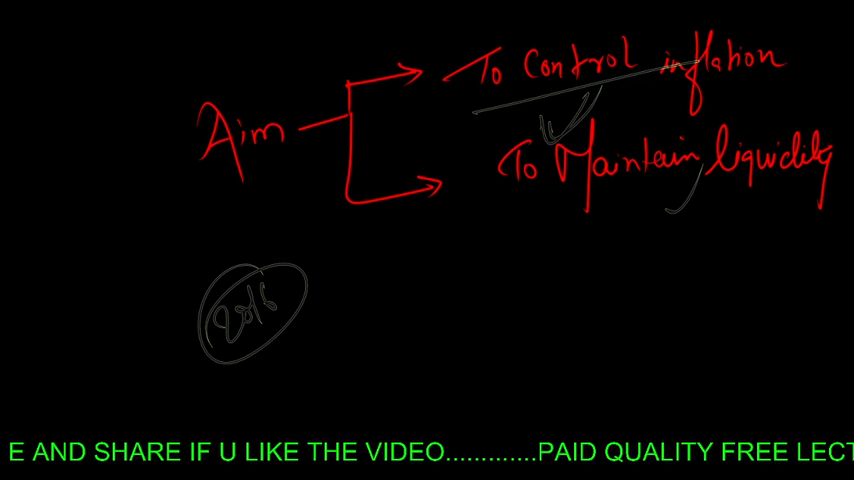 To Control inflation
Aim
To Maintain liquidity
2016
E AND SHARE IF U LIKE THE VIDEO.............PAID QUALITY FREE LECT